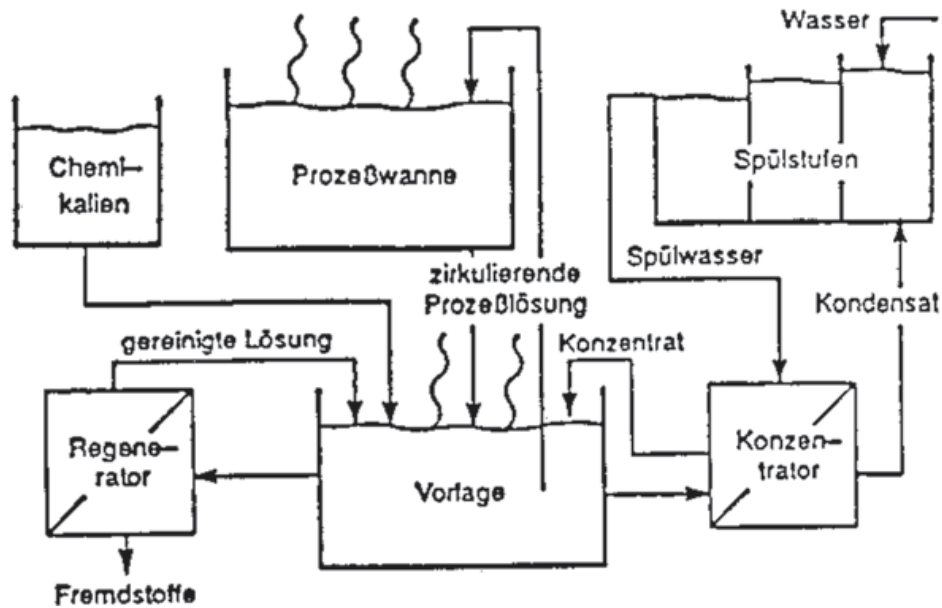 Wasser
Chemi-
kalien
Prozeßwanne
Spülstufen
zirkulierende
Prozeßlösung
Spülwasser
Kondensat
gereinigte Lösung
Konzentrat
Regene-
rator
Vorlage
Konzen-
trator
Fremdstoffe